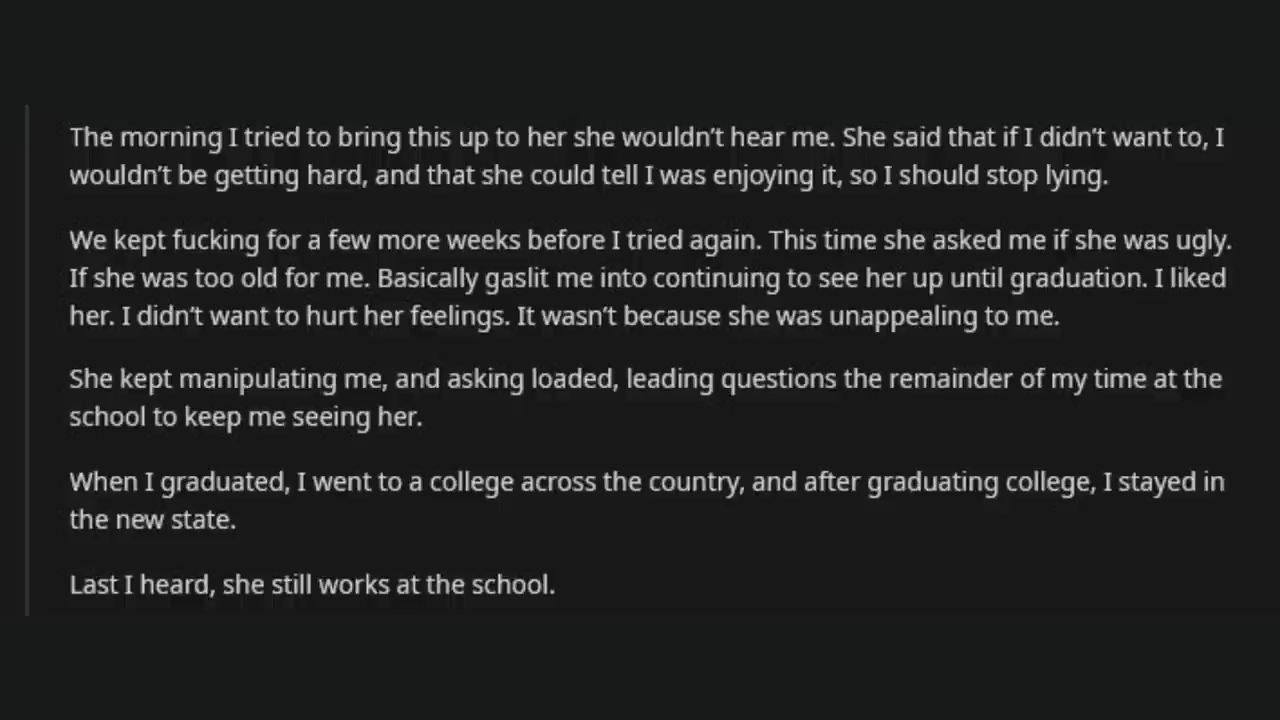 The morning I tried to bring this up to her she wouldn't hear me. She said that if I didn't want to, I
wouldn't be getting hard, and that she could tell I was enjoying it, so I should stop lying.
We kept fucking for a few more weeks before I tried again. This time she asked me if she was ugly.
If she was too old for me. Basically gaslit me into continuing to see her up until graduation. I liked
her. I didn't want to hurt her feelings. It wasn't because she was unappealing to me.
She kept manipulating me, and asking loaded, leading questions the remainder of my time at the
school to keep me seeing her.
When I graduated, I went to a college across the country, and after graduating college, I stayed in
the new state.
Last I heard, she still works at the school.